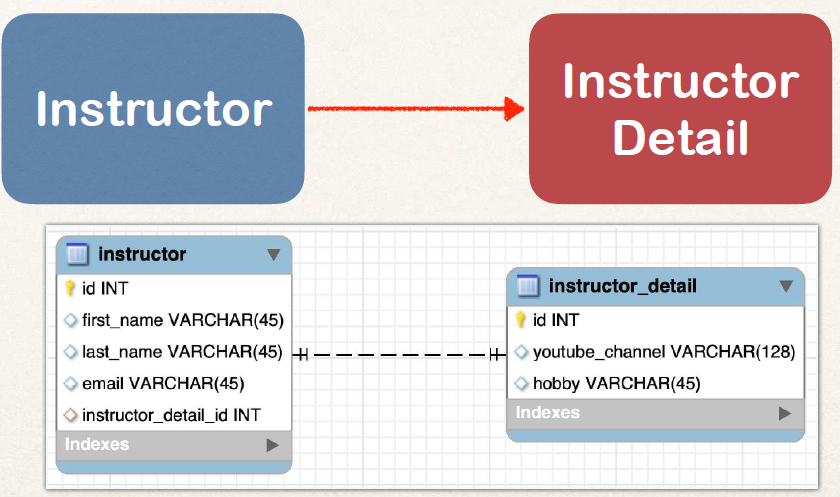 Instructor
Instructor
Detail
instructor
id INT
first_name VARCHAR(45)
last_name VARCHAR(45)
email VARCHAR(45)
instructor_detail_id INT
Indexes
instructor_detail
id INT
youtube_channel VARCHAR(128)
hobby VARCHAR(45)
Indexes